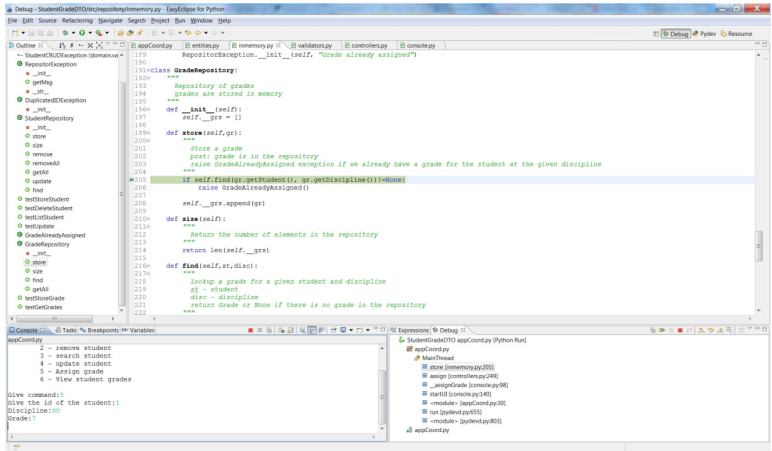 Debug - StudentGradeDTO/src/repository/inmemory.py - EasyEclipse for Python
File Edit Source Refactoring Navigate Search Project Run Window Help
Debug Pydev Resource
Outline
StudentCRUDException (domain.va
RepositoryException
__init__
getMsg
__str__
DuplicatedIDException
__init__
StudentRepository
__init__
store
size
remove
removeAll
getAll
update
find
testStoreStudent
testDeleteStudent
testListStudent
testUpdate
GradeAlreadyAssigned
GradeRepository
__init__
store
size
find
getAll
testStoreGrade
testGetGrades
appCoord.py entities.py inmemory.py validators.py controllers.py console.py
189 RepositoryException.__init__(self, "Grade already assigned")
190
191 class GradeRepository:
192 """
193 Repository of grades
194 grades are stored in memory
195 """
196 def __init__(self):
197 self.__grs = []
198
199 def store(self,gr):
200 """
201 Store a grade
202 post: grade is in the repository
203 raise GradeAlreadyAssigned exception if we already have a grade for the student at the given discipline
204 """
205 if self.find(gr.getStudent(), gr.getDiscipline())!=None:
206 raise GradeAlreadyAssigned()
207
208 self.__grs.append(gr)
209
210 def size(self):
211 """
212 Return the number of elements in the repository
213 """
214 return len(self.__grs)
215
216 def find(self,st,disc):
217 """
218 Lookup a grade for a given student and discipline
219 st - student
220 disc - discipline
221 return Grade or None if there is no grade in the repository
222 """
Console Tasks Breakpoints Variables
appCoord.py
2 - remove student
3 - search student
4 - update student
5 - Assign grade
6 - View student grades
Give command:5
Give the id of the student:1
Discipline:SO
Grade:7
Expressions Debug
StudentGradeDTO appCoord.py [Python Run]
appCoord.py
MainThread
store [inmemory.py:205]
assign [controllers.py:249]
__assignGrade [console.py:98]
startUI [console.py:140]
<module> [appCoord.py:30]
run [pydevd.py:655]
<module> [pydevd.py:803]
appCoord.py